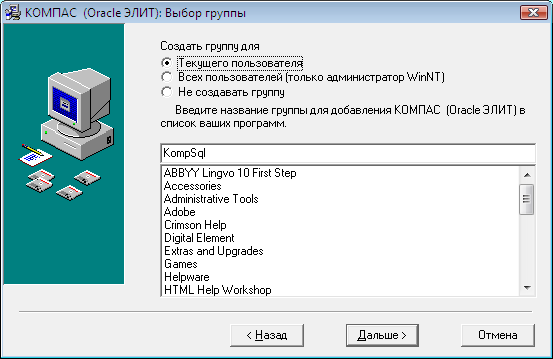 КОМПАС (Oracle ЭЛИТ): Выбор группы
Создать группу для
Текущего пользователя
Всех пользователей (только администратор WinNT)
Не создавать группу
Введите название группы для добавления КОМПАС (Oracle ЭЛИТ) в
список ваших программ.
KompSql
ABBYY Lingvo 10 First Step
Accessories
Administrative Tools
Adobe
Crimson Help
Digital Element
Extras and Upgrades
Games
Helpware
HTML Help Workshop
< Назад
Дальше >
Отмена